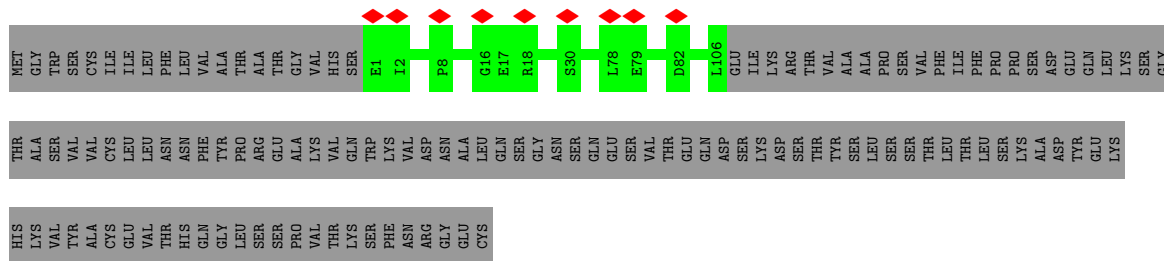 MET GLY TRP SER CYS ILE ILE LEU PHE LEU VAL ALA THR ALA THR GLY VAL HIS SER E1 I2 P8 G16 E17 R18 S30 L78 E79 D82 L106 GLU ILE LYS ARG THR VAL ALA ALA PRO SER VAL PHE ILE PHE PRO PRO SER ASP GLU GLN LEU LYS SER GLY
THR ALA SER VAL VAL CYS LEU LEU ASN ASN PHE TYR PRO ARG GLU ALA LYS VAL GLN TRP LYS VAL ASP ASN ALA LEU GLN SER GLY ASN SER GLN GLU SER VAL THR GLU GLN ASP SER LYS ASP SER THR TYR SER LEU SER SER THR LEU THR LEU SER LYS ALA ASP TYR GLU LYS
HIS LYS VAL TYR ALA CYS GLU VAL THR HIS GLN GLY LEU SER SER PRO VAL THR LYS SER PHE ASN ARG GLY GLU CYS